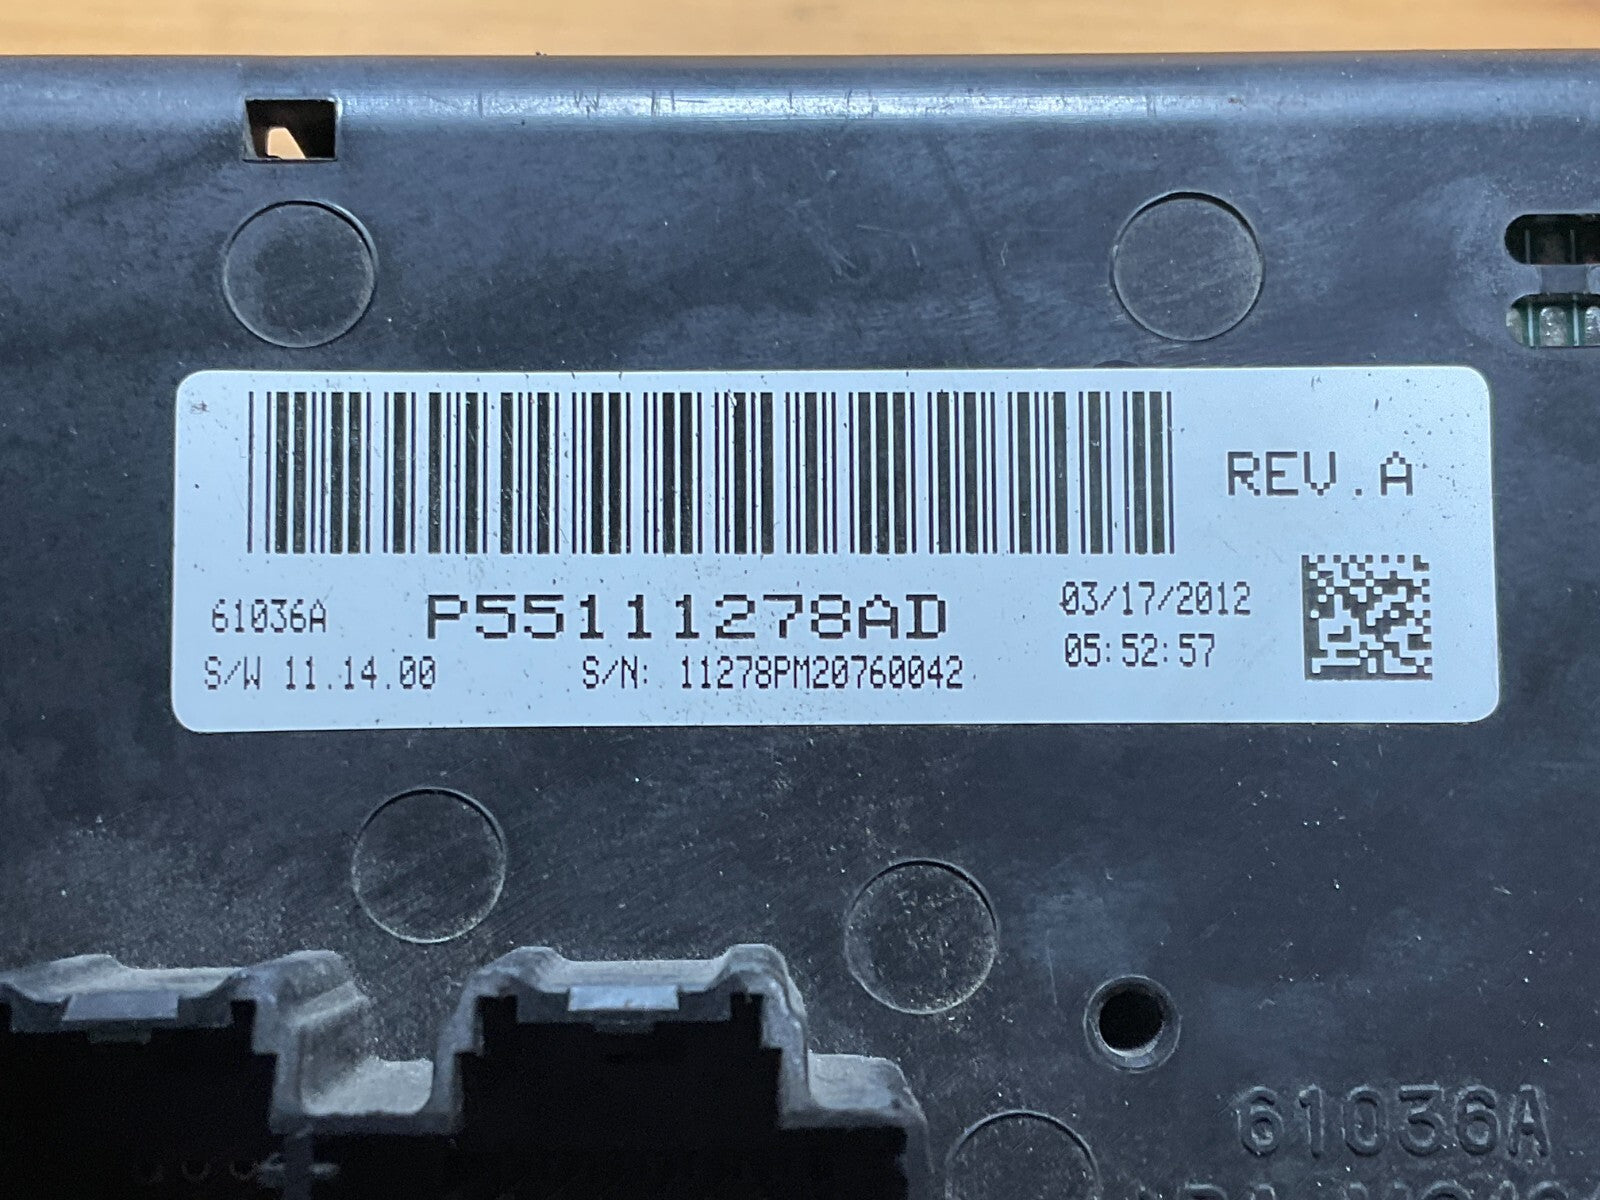 REV.A
61036A P55111278AD 03/17/2012
S/W 11.14.00 S/N: 11278PM20760042 05:52:57
61036A